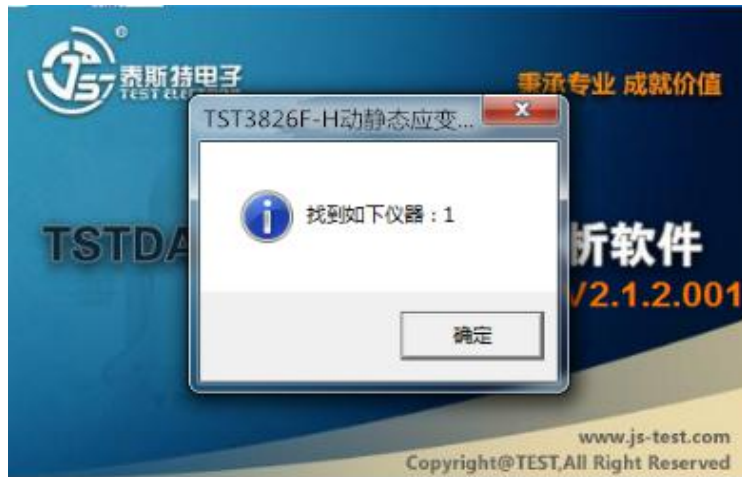 ®
泰斯特电子
秉承专业 成就价值
TST3826F-H动静态应变...
找到如下仪器：1
析软件
V2.1.2.001
确定
www.js-test.com
Copyright@TEST,All Right Reserved